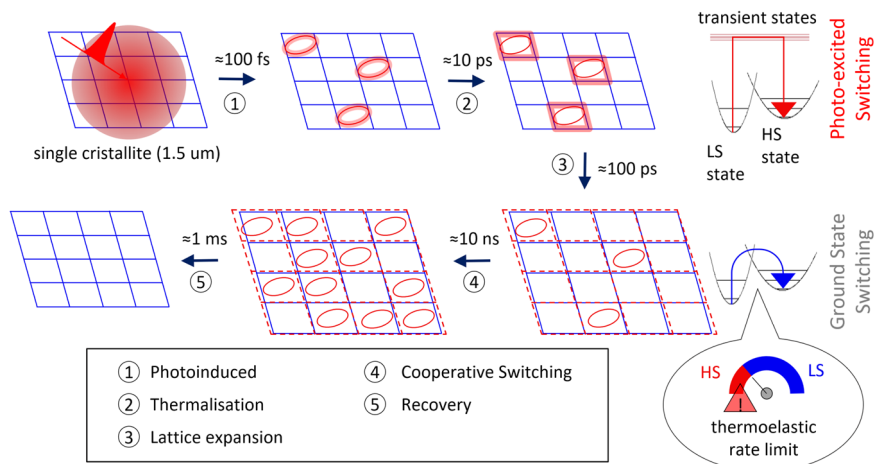 transient states
≈100 fs
①
≈10 ps
②
LS
state
HS
state
Photo-excited
Switching
single cristallite (1.5 um)
③
≈100 ps
≈1 ms
⑤
≈10 ns
④
Ground State
Switching
① Photoinduced
② Thermalisation
③ Lattice expansion
④ Cooperative Switching
⑤ Recovery
HS
LS
!
thermoelastic
rate limit